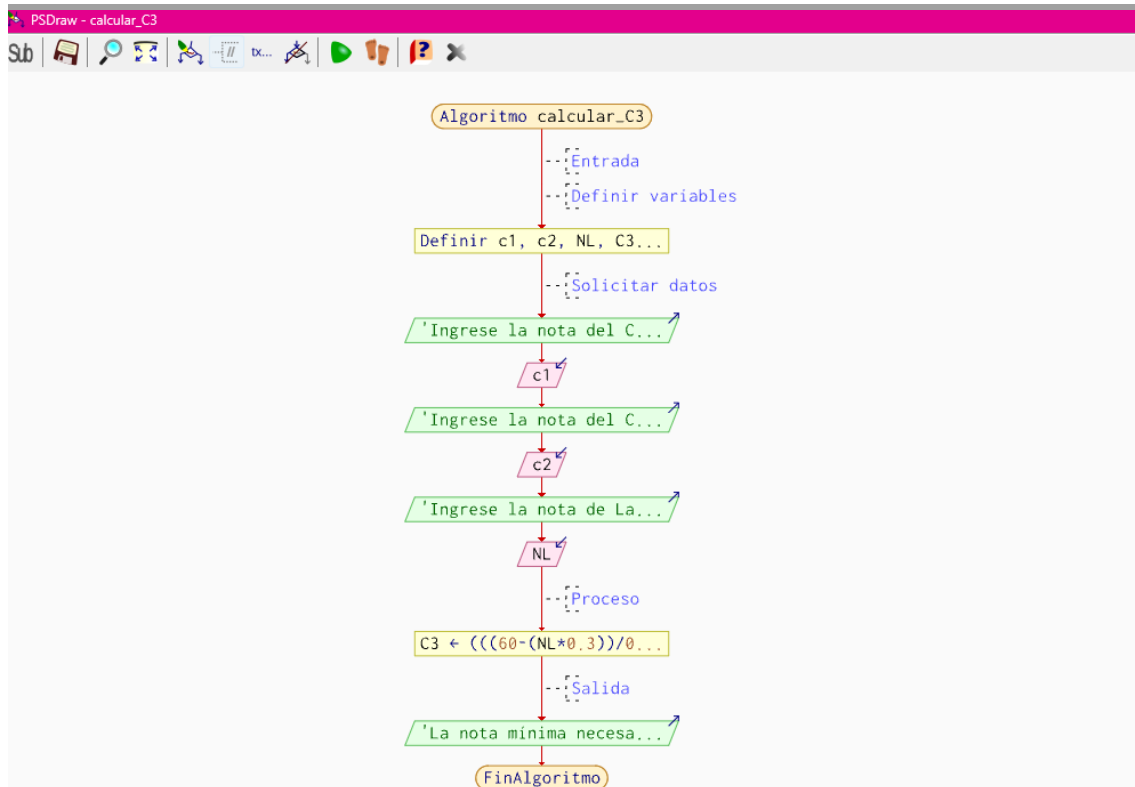 PSDraw - calcular_C3
Sub
tx...
Algoritmo calcular_C3
Entrada
Definir variables
Definir c1, c2, NL, C3...
Solicitar datos
'Ingrese la nota del C...
c1
'Ingrese la nota del C...
c2
'Ingrese la nota de La...
NL
Proceso
C3 ← (((60-(NL*0.3))/0...
Salida
'La nota mínima necesa...
FinAlgoritmo